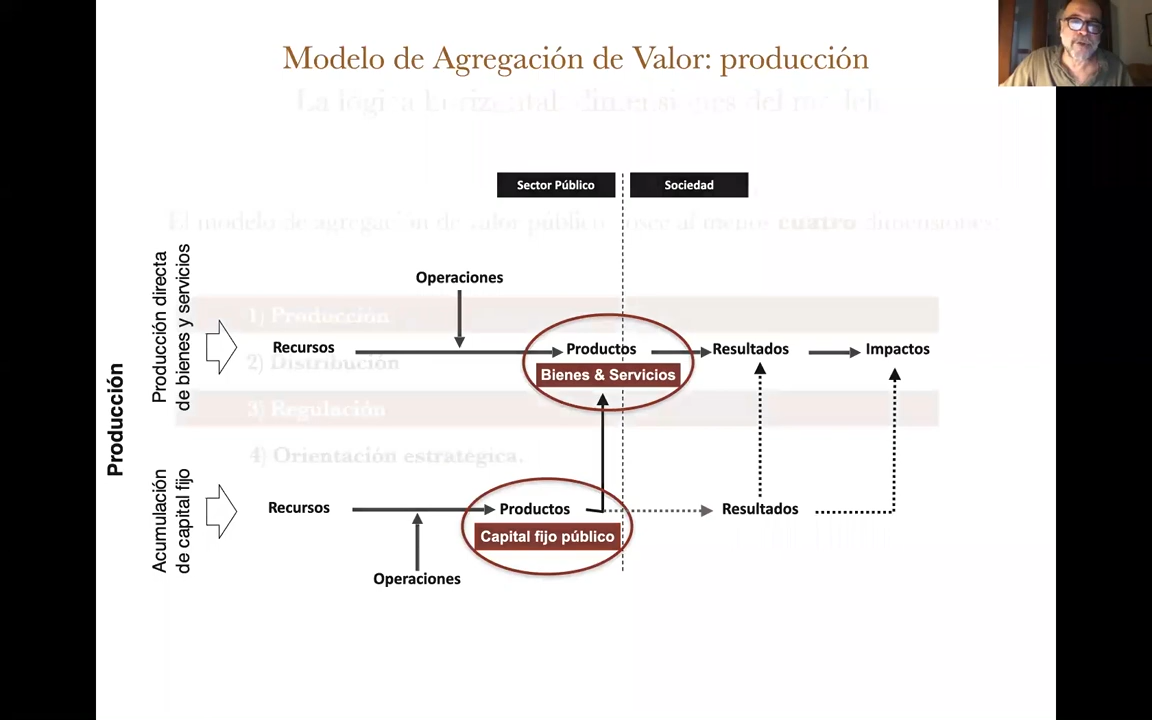 Modelo de Agregación de Valor: producción
La lógica horizontal: dimensiones del modelo
Sector Público
Sociedad
El modelo de agregación de valor público posee al menos cuatro dimensiones:
Producción
Producción directa
de bienes y servicios
Operaciones
1) Producción
Recursos
Productos
Resultados
Impactos
2) Distribución
Bienes & Servicios
3) Regulación
4) Orientación estratégica.
Acumulación
de capital fijo
Recursos
Productos
Resultados
Capital fijo público
Operaciones